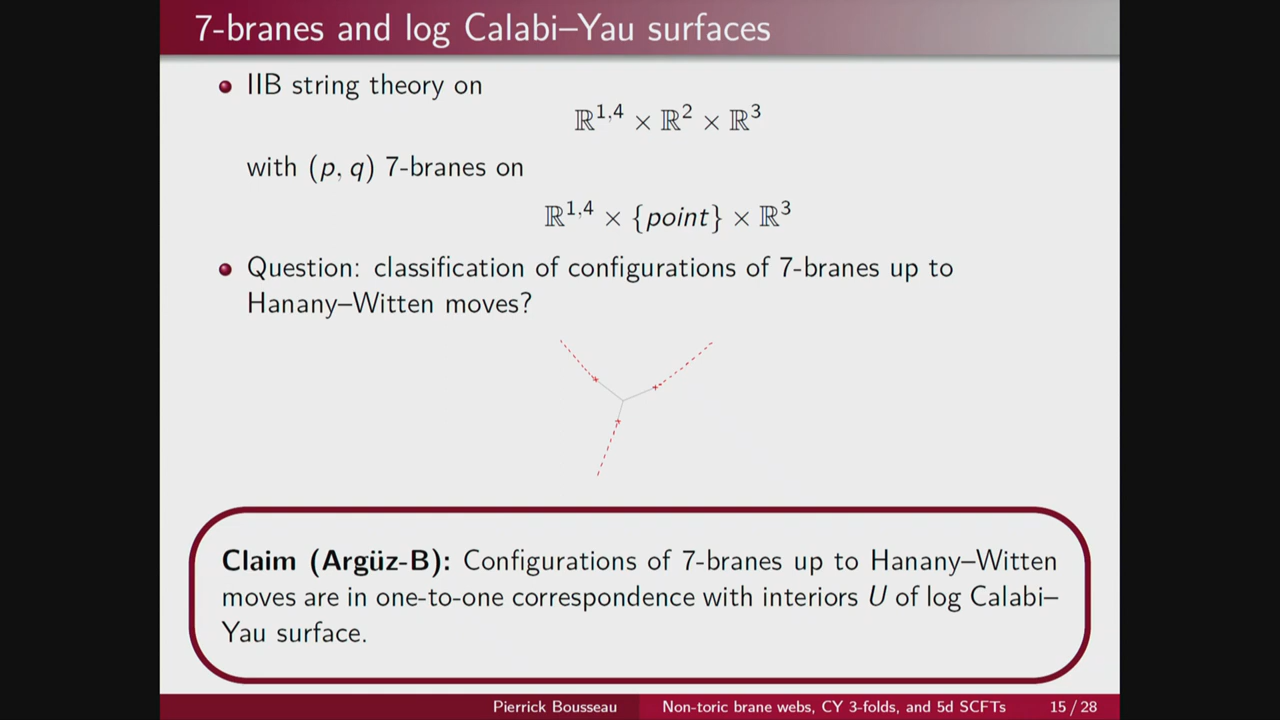 7-branes and log Calabi–Yau surfaces
IIB string theory on
ℝ^{1,4} × ℝ^2 × ℝ^3
with (p, q) 7-branes on
ℝ^{1,4} × {point} × ℝ^3
Question: classification of configurations of 7-branes up to
Hanany–Witten moves?
Claim (Argüz-B): Configurations of 7-branes up to Hanany–Witten
moves are in one-to-one correspondence with interiors U of log Calabi–
Yau surface.
Pierrick Bousseau Non-toric brane webs, CY 3-folds, and 5d SCFTs 15 / 28